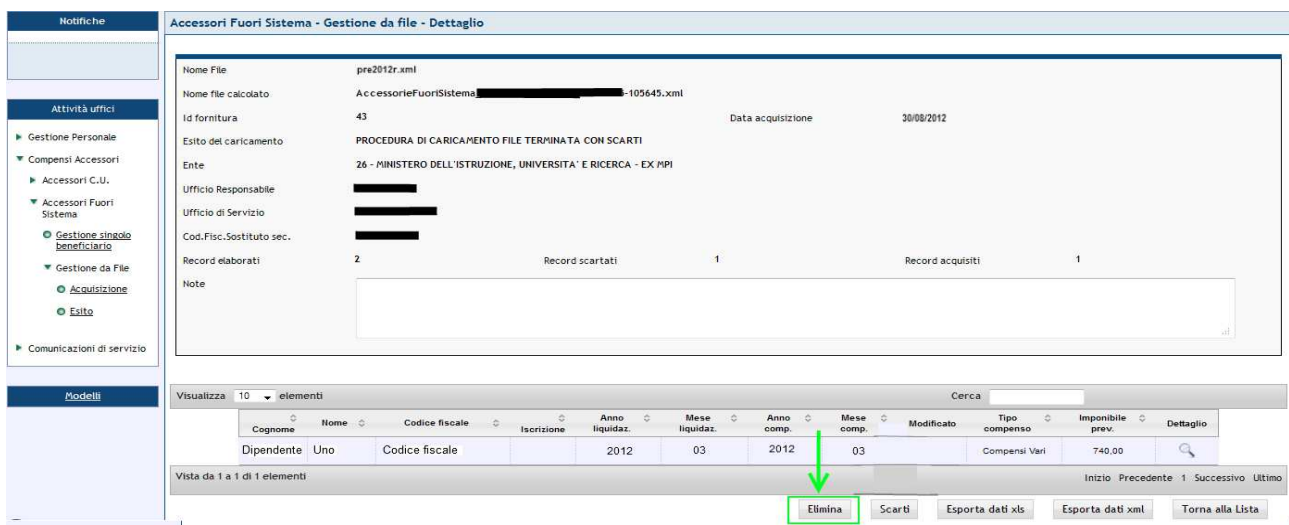 Notifiche
Accessori Fuori Sistema - Gestione da file - Dettaglio
Attività uffici
Gestione Personale
Compensi Accessori
Accessori C.U.
Accessori Fuori
Sistema
Gestione singolo
beneficiario
Gestione da File
Acquisizione
Esito
Comunicazioni di servizio
Modelli
Nome File pre2012r.xml
Nome file calcolato AccessorieFuoriSistema -105645.xml
Id fornitura 43 Data acquisizione 30/08/2012
Esito del caricamento PROCEDURA DI CARICAMENTO FILE TERMINATA CON SCARTI
Ente 26 - MINISTERO DELL'ISTRUZIONE, UNIVERSITA' E RICERCA - EX MPI
Ufficio Responsabile
Ufficio di Servizio
Cod.Fisc.Sostituto sec.
Record elaborati 2 Record scartati 1 Record acquisiti 1
Note
Visualizza 10 elementi Cerca
Cognome Nome Codice fiscale Iscrizione Anno liquidaz. Mese liquidaz. Anno comp. Mese comp. Modificato Tipo compenso Imponibile prev. Dettaglio
Dipendente Uno Codice fiscale 2012 03 2012 03 Compensi Vari 740,00
Vista da 1 a 1 di 1 elementi Inizio Precedente 1 Successivo Ultimo
Elimina Scarti Esporta dati xls Esporta dati xml Torna alla Lista